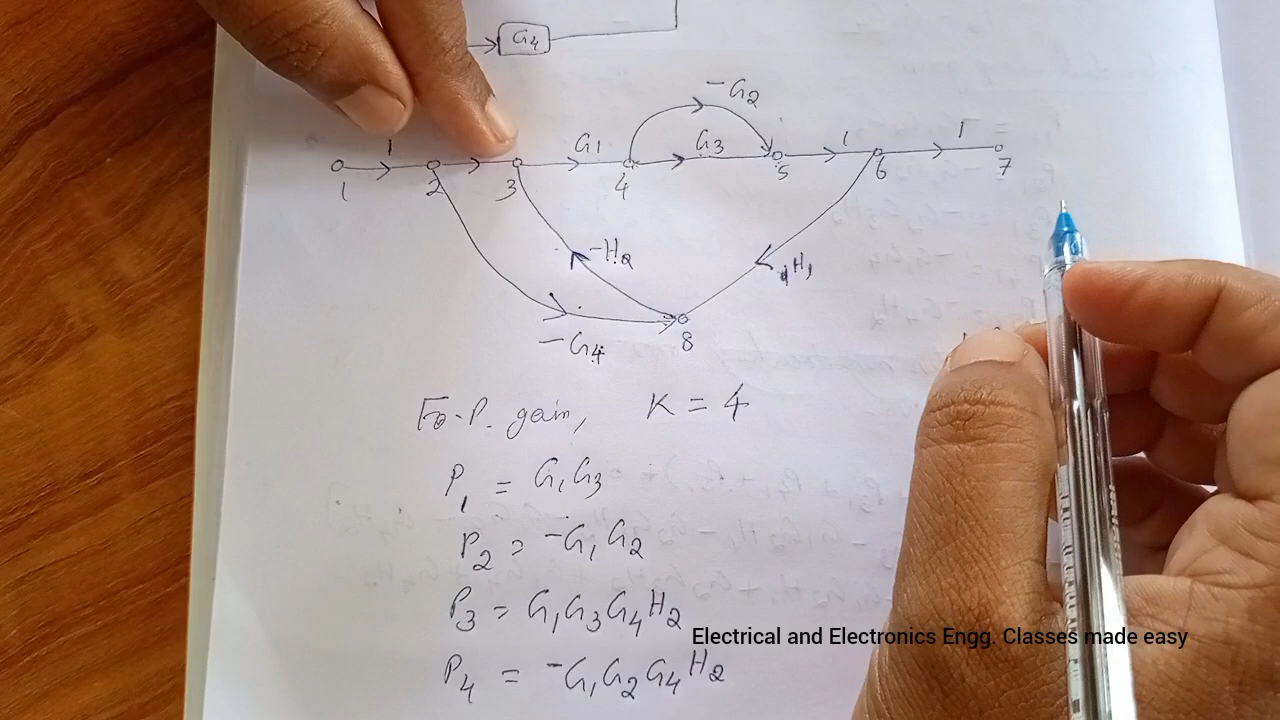 G4
-G2
1 G1 G3 1 1
1 2 3 4 5 6 7
-H2 H1
-G4 8
Fo.P. gain, K = 4
P1 = G1G3
P2 = -G1G2
P3 = G1G3G4H2
Electrical and Electronics Engg. Classes made easy
P4 = -G1G2G4H2